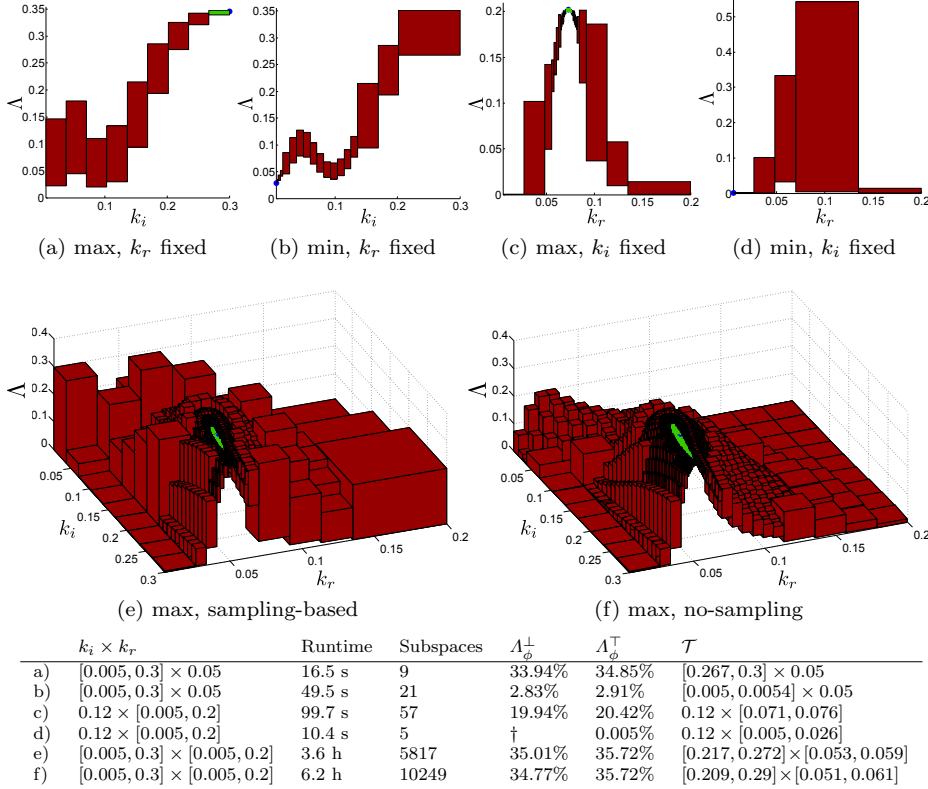 0.35 0.3 0.25 0.2 0.15 0.1 0.05 0
Λ
0.1 0.2 0.3
k_i
(a) max, k_r fixed
0.35 0.3 0.25 0.2 0.15 0.1 0.05 0
Λ
0 0.1 0.2 0.3
k_i
(b) min, k_r fixed
0.2 0.15 0.1 0.05 0
Λ
0.05 0.1 0.15 0.2
k_r
(c) max, k_i fixed
0.5 0.4 0.3 0.2 0.1 0
Λ
0.05 0.1 0.15 0.2
k_r
(d) min, k_i fixed
0.4 0.3 0.2 0.1 0
Λ
0.05 0.1 0.15 0.2 0.25 0.3
k_i
0.05 0.1 0.15 0.2
k_r
(e) max, sampling-based
0.4 0.3 0.2 0.1 0
Λ
0.05 0.1 0.15 0.2 0.25 0.3
k_i
0.05 0.1 0.15 0.2
k_r
(f) max, no-sampling
k_i × k_r Runtime Subspaces Λ_ϕ^⊥ Λ_ϕ^⊤ 𝒯
a) [0.005, 0.3] × 0.05 16.5 s 9 33.94% 34.85% [0.267, 0.3] × 0.05
b) [0.005, 0.3] × 0.05 49.5 s 21 2.83% 2.91% [0.005, 0.0054] × 0.05
c) 0.12 × [0.005, 0.2] 99.7 s 57 19.94% 20.42% 0.12 × [0.071, 0.076]
d) 0.12 × [0.005, 0.2] 10.4 s 5 † 0.005% 0.12 × [0.005, 0.026]
e) [0.005, 0.3] × [0.005, 0.2] 3.6 h 5817 35.01% 35.72% [0.217, 0.272]×[0.053, 0.059]
f) [0.005, 0.3] × [0.005, 0.2] 6.2 h 10249 34.77% 35.72% [0.209, 0.29]×[0.051, 0.061]